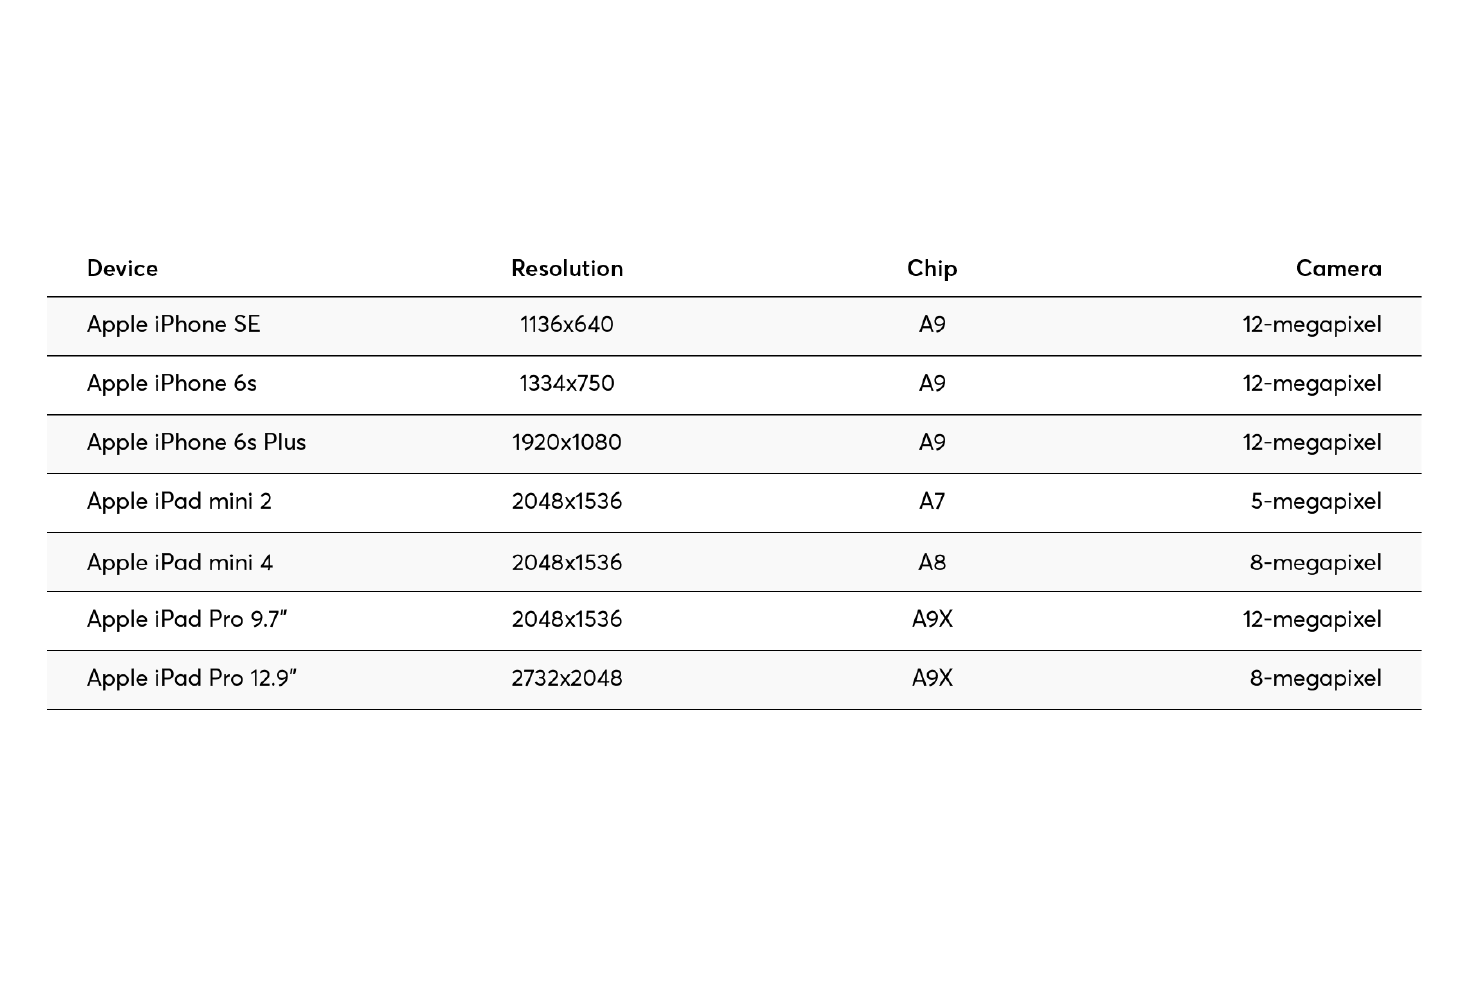 Device Resolution Chip Camera
Apple iPhone SE 1136x640 A9 12-megapixel
Apple iPhone 6s 1334x750 A9 12-megapixel
Apple iPhone 6s Plus 1920x1080 A9 12-megapixel
Apple iPad mini 2 2048x1536 A7 5-megapixel
Apple iPad mini 4 2048x1536 A8 8-megapixel
Apple iPad Pro 9.7" 2048x1536 A9X 12-megapixel
Apple iPad Pro 12.9" 2732x2048 A9X 8-megapixel